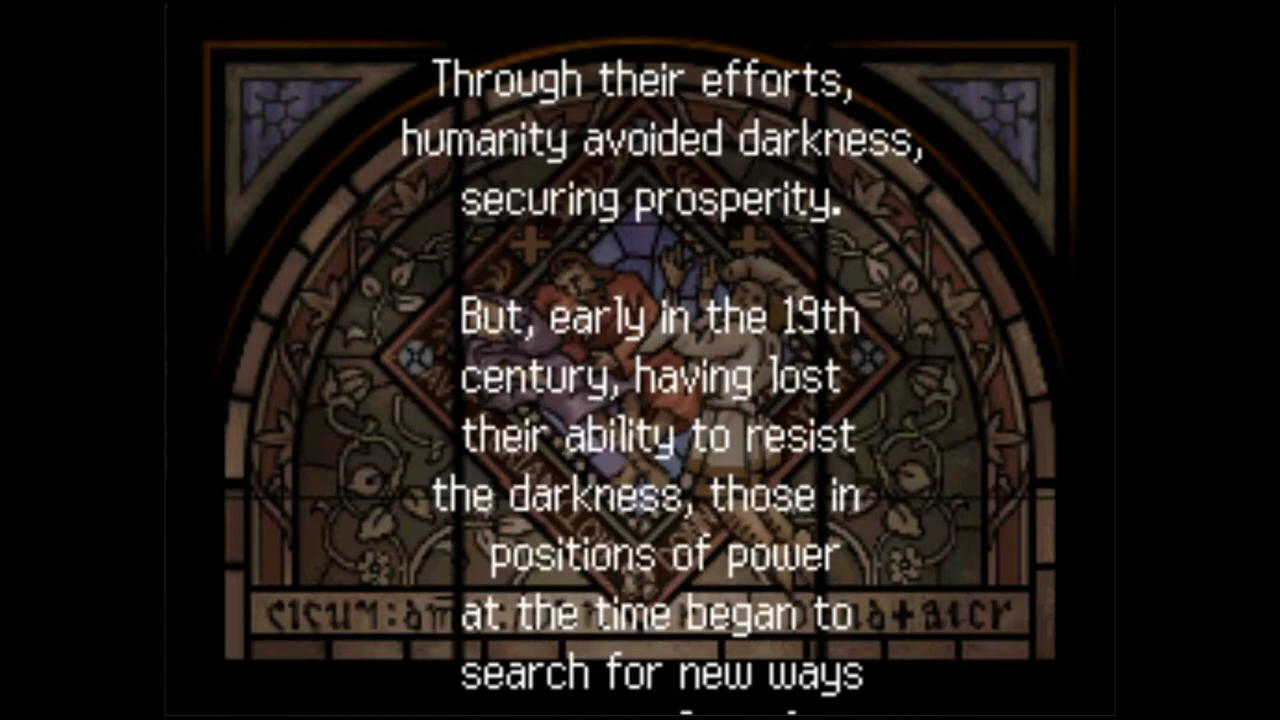 Through their efforts,
humanity avoided darkness,
securing prosperity.
But, early in the 19th
century, having lost
their ability to resist
the darkness, those in
positions of power
at the time began to
search for new ways